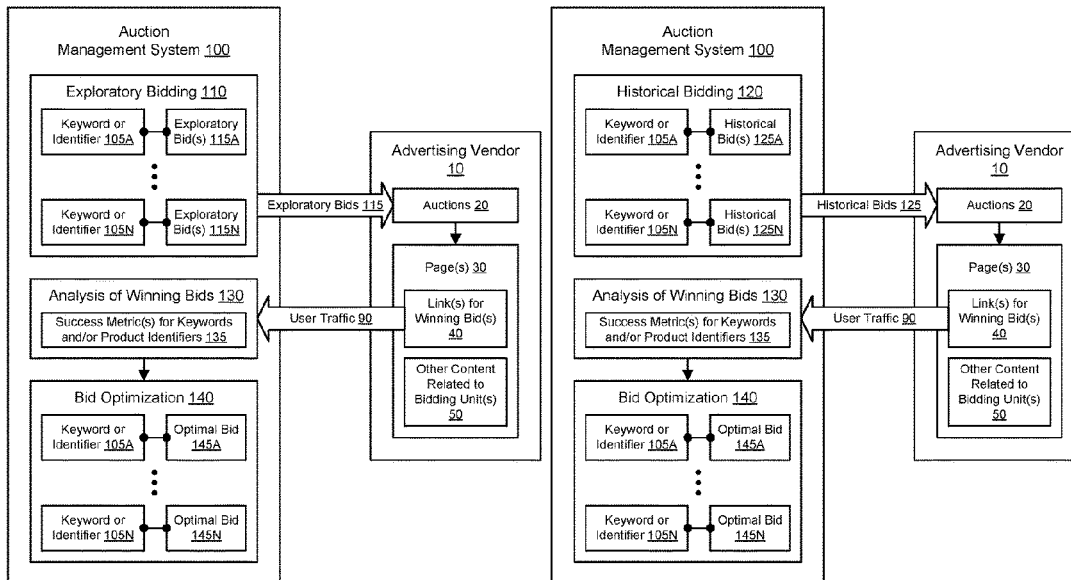 Auction
Management System 100
Exploratory Bidding 110
Keyword or
Identifier 105A
Exploratory
Bid(s) 115A
Keyword or
Identifier 105N
Exploratory
Bid(s) 115N
Exploratory Bids 115
Advertising Vendor
10
Auctions 20
Page(s) 30
Link(s) for
Winning Bid(s)
40
Other Content
Related to
Bidding Unit(s)
50
User Traffic 90
Analysis of Winning Bids 130
Success Metric(s) for Keywords
and/or Product Identifiers 135
Bid Optimization 140
Keyword or
Identifier 105A
Optimal Bid
145A
Keyword or
Identifier 105N
Optimal Bid
145N
Auction
Management System 100
Historical Bidding 120
Keyword or
Identifier 105A
Historical
Bid(s) 125A
Keyword or
Identifier 105N
Historical
Bid(s) 125N
Historical Bids 125
Advertising Vendor
10
Auctions 20
Page(s) 30
Link(s) for
Winning Bid(s)
40
Other Content
Related to
Bidding Unit(s)
50
User Traffic 90
Analysis of Winning Bids 130
Success Metric(s) for Keywords
and/or Product Identifiers 135
Bid Optimization 140
Keyword or
Identifier 105A
Optimal Bid
145A
Keyword or
Identifier 105N
Optimal Bid
145N